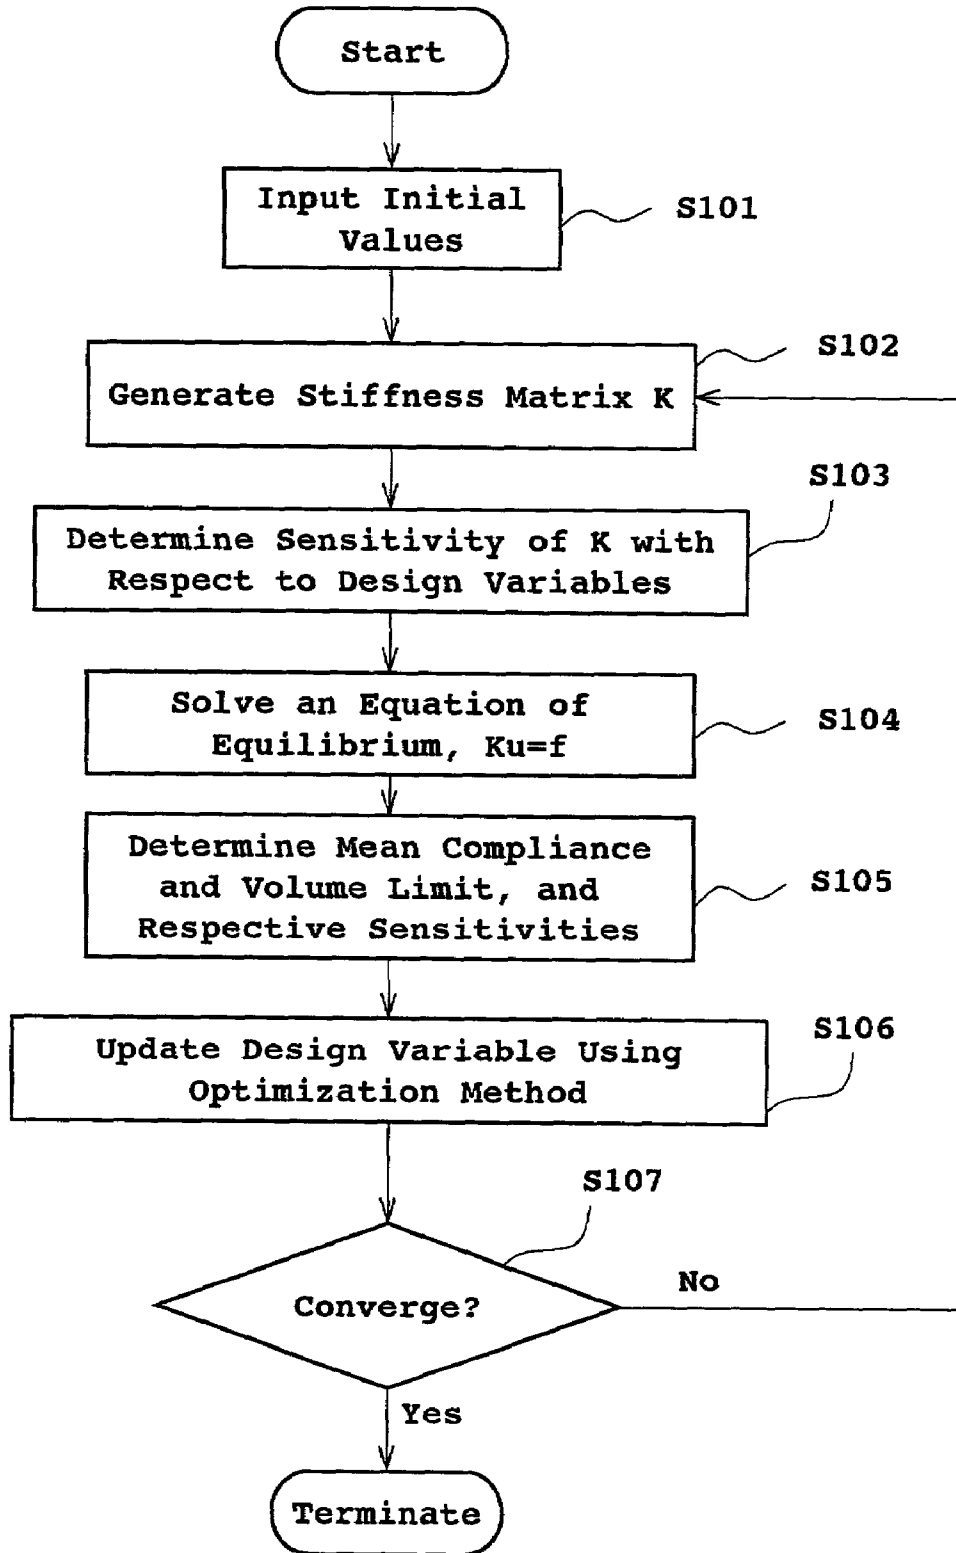 Start
Input Initial
Values
S101
S102
Generate Stiffness Matrix K
S103
Determine Sensitivity of K with
Respect to Design Variables
Solve an Equation of
Equilibrium, Ku=f
S104
Determine Mean Compliance
and Volume Limit, and
Respective Sensitivities
S105
S106
Update Design Variable Using
Optimization Method
S107
Converge?
No
Yes
Terminate